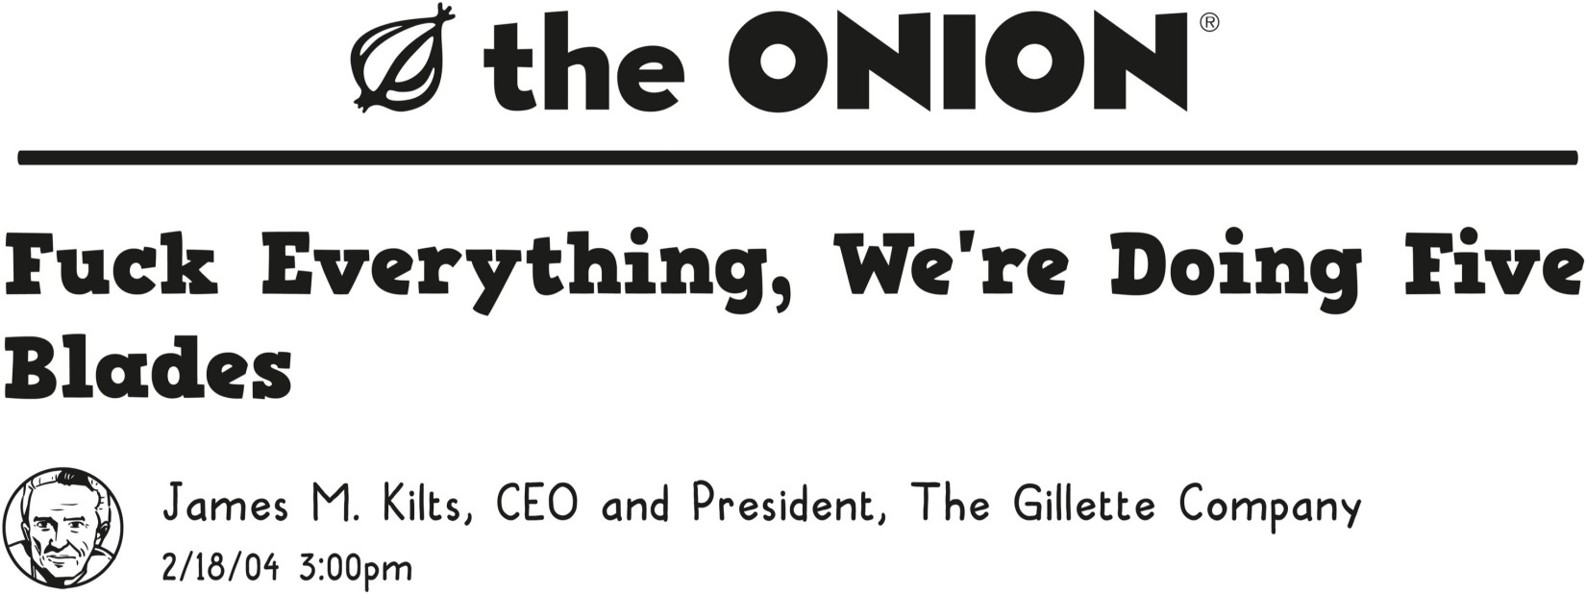 the ONION®
Fuck Everything, We're Doing Five
Blades
James M. Kilts, CEO and President, The Gillette Company
2/18/04 3:00pm